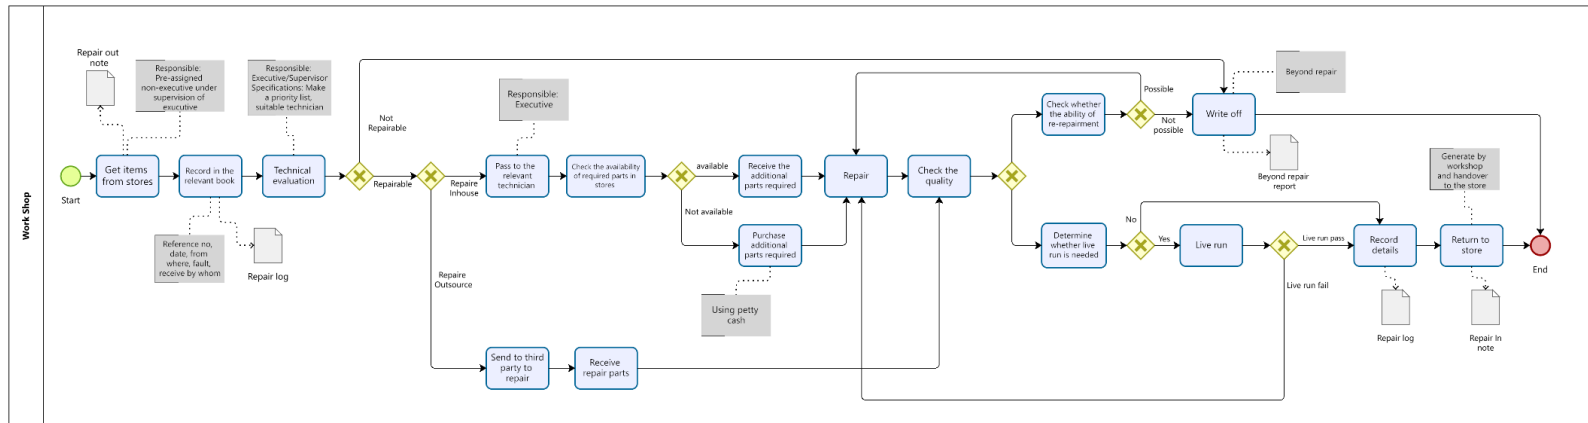 Work Shop
Start
Repair out
note
Responsible:
Pre-assigned
non-executive under
supervision of
exucutive
Get items
from stores
Record in the
relevant book
Reference no,
date, from
where, fault,
receive by whom
Repair log
Responsible:
Executive/Supervisor
Specifications: Make
a priority list,
suitable technician
Technical
evaluation
Not
Repairable
Repairable
Repaire
Inhouse
Repaire
Outsource
Responsible:
Executive
Pass to the
relevant
technician
Check the availability
of required parts in
stores
available
Not available
Receive the
additional
parts required
Purchase
additional
parts required
Using petty
cash
Send to third
party to
repair
Receive
repair parts
Repair
Check the
quality
Check whether
the ability of
re-repairment
Possible
Not
possible
Write off
Beyond repair
Beyond repair
report
Determine
whether live
run is needed
No
Yes
Live run
Live run pass
Live run fail
Record
details
Repair log
Generate by
workshop
and handover
to the store
Return to
store
Repair In
note
End